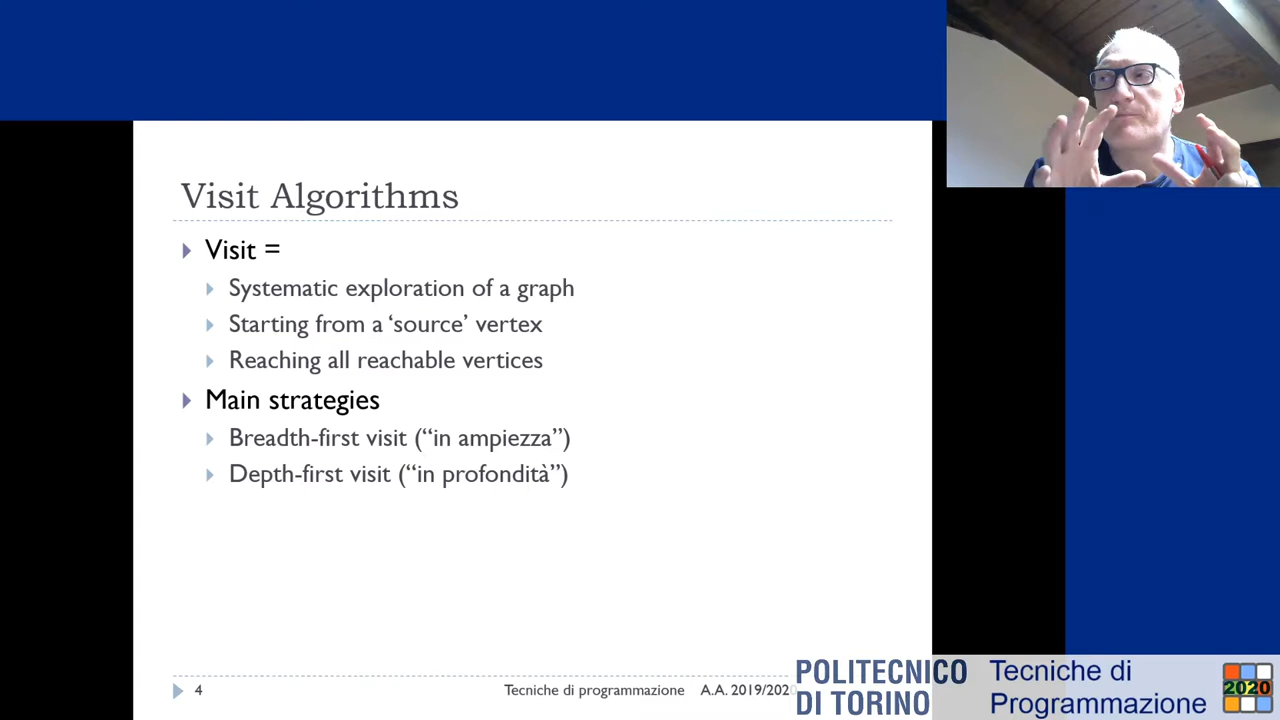 Visit Algorithms
Visit =
Systematic exploration of a graph
Starting from a ‘source’ vertex
Reaching all reachable vertices
Main strategies
Breadth-first visit (“in ampiezza”)
Depth-first visit (“in profondità”)
4
Tecniche di programmazione A.A. 2019/2020
POLITECNICO
DI TORINO
Tecniche di
Programmazione
2020